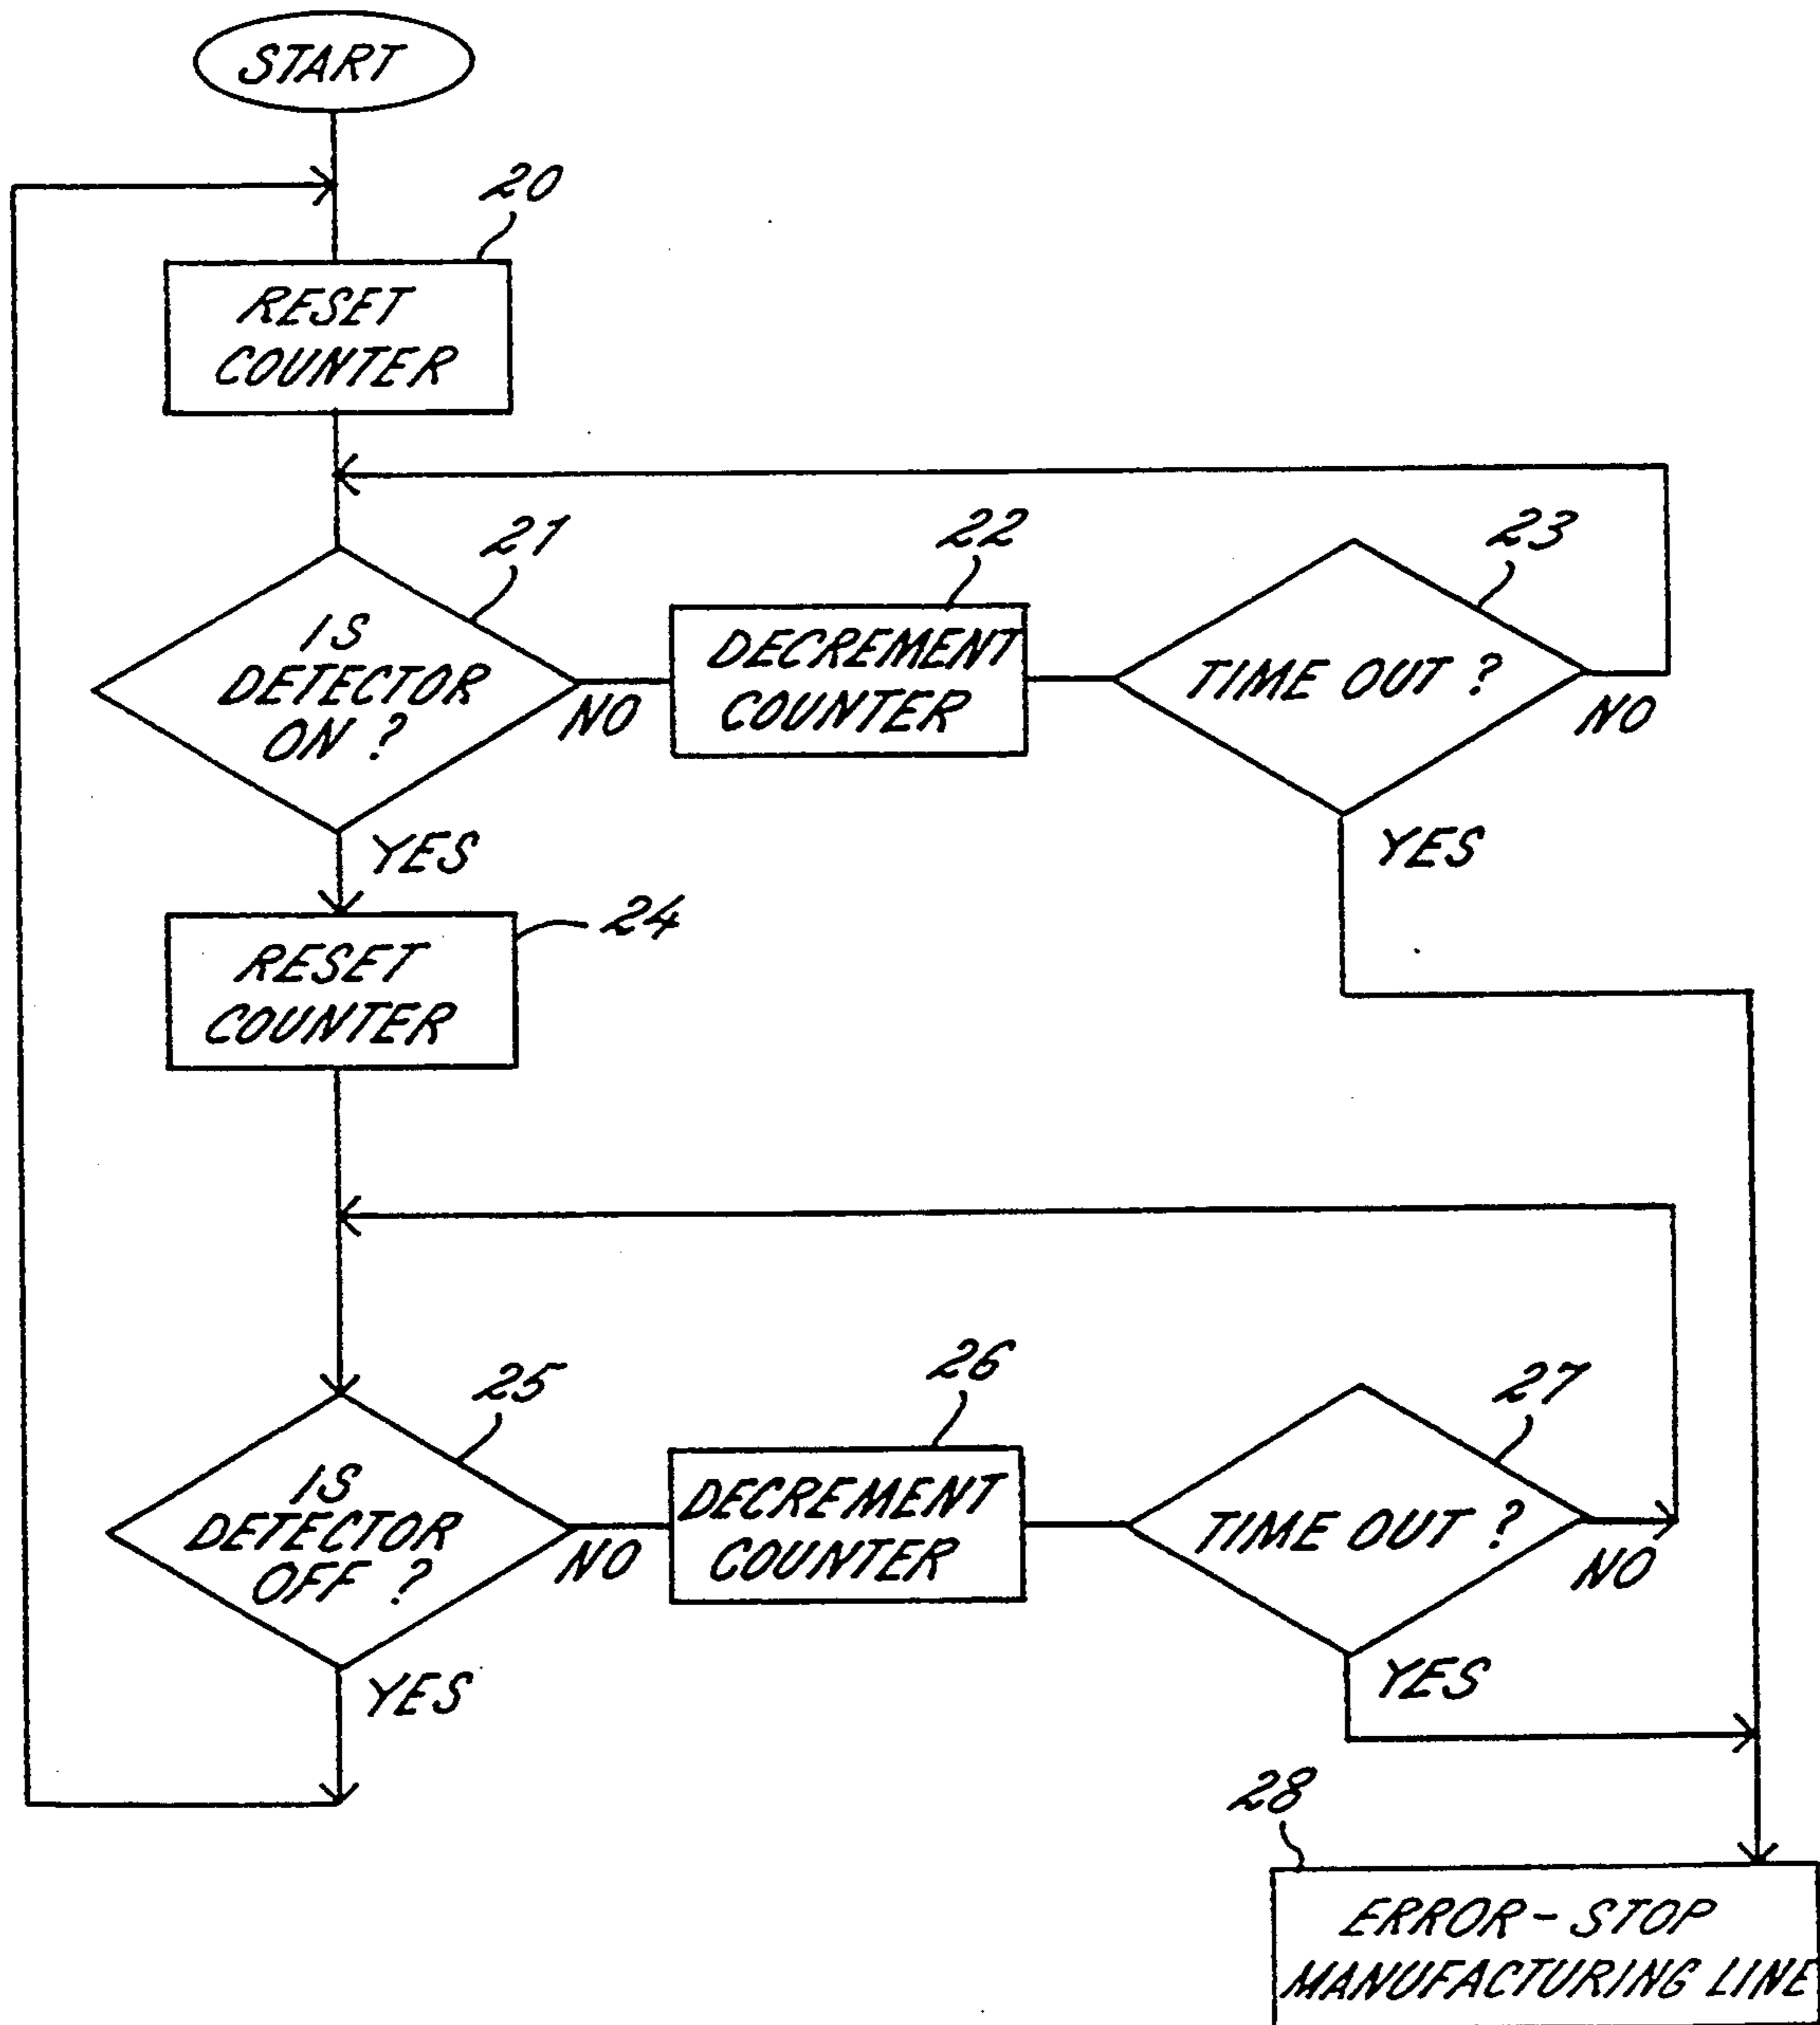 START
20
RESET
COUNTER
21
IS
DETECTOR
ON ?
NO
22
DECREMENT
COUNTER
23
TIME OUT ?
NO
YES
YES
24
RESET
COUNTER
25
IS
DETECTOR
OFF ?
NO
26
DECREMENT
COUNTER
27
TIME OUT ?
NO
YES
YES
28
ERROR - STOP
MANUFACTURING LINE